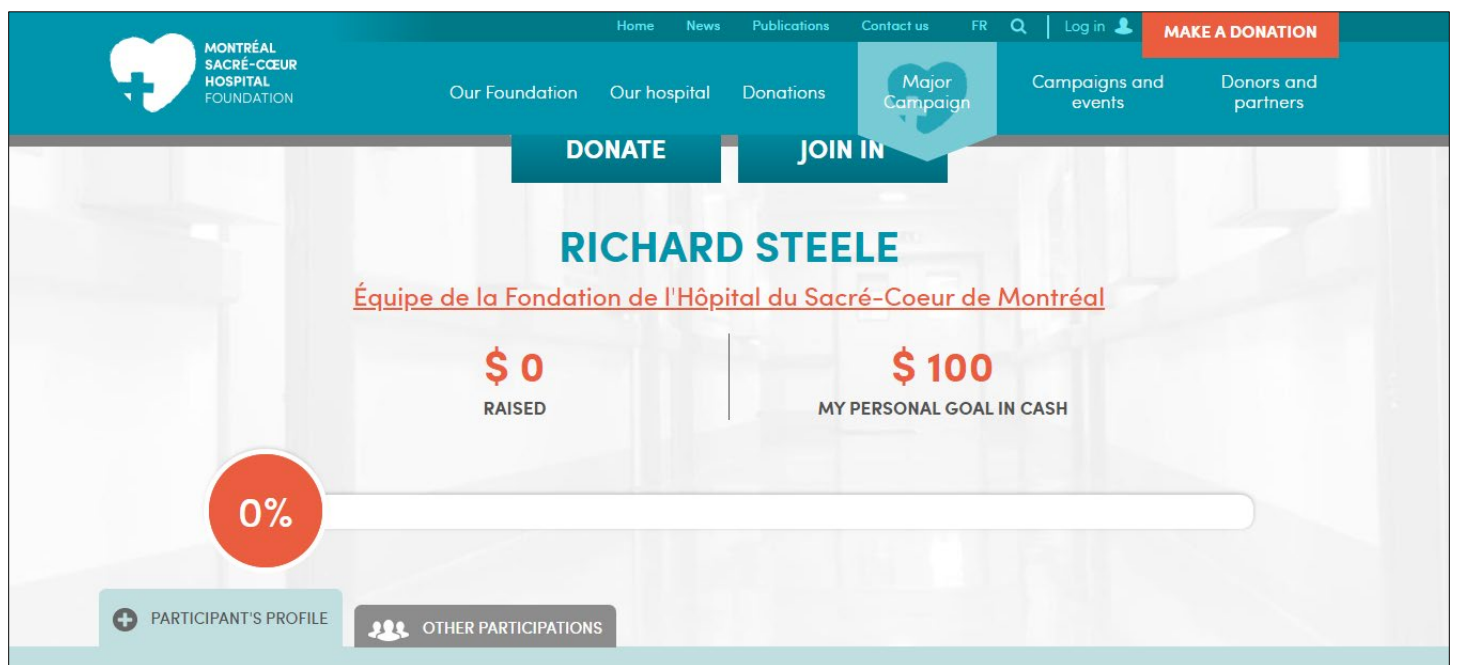 Home News Publications Contact us FR Log in MAKE A DONATION
MONTRÉAL
SACRÉ-CŒUR
HOSPITAL
FOUNDATION
Our Foundation Our hospital Donations Major Campaign Campaigns and events Donors and partners
DONATE JOIN IN
RICHARD STEELE
Équipe de la Fondation de l'Hôpital du Sacré-Coeur de Montréal
$ 0 $ 100
RAISED MY PERSONAL GOAL IN CASH
0%
PARTICIPANT'S PROFILE OTHER PARTICIPATIONS